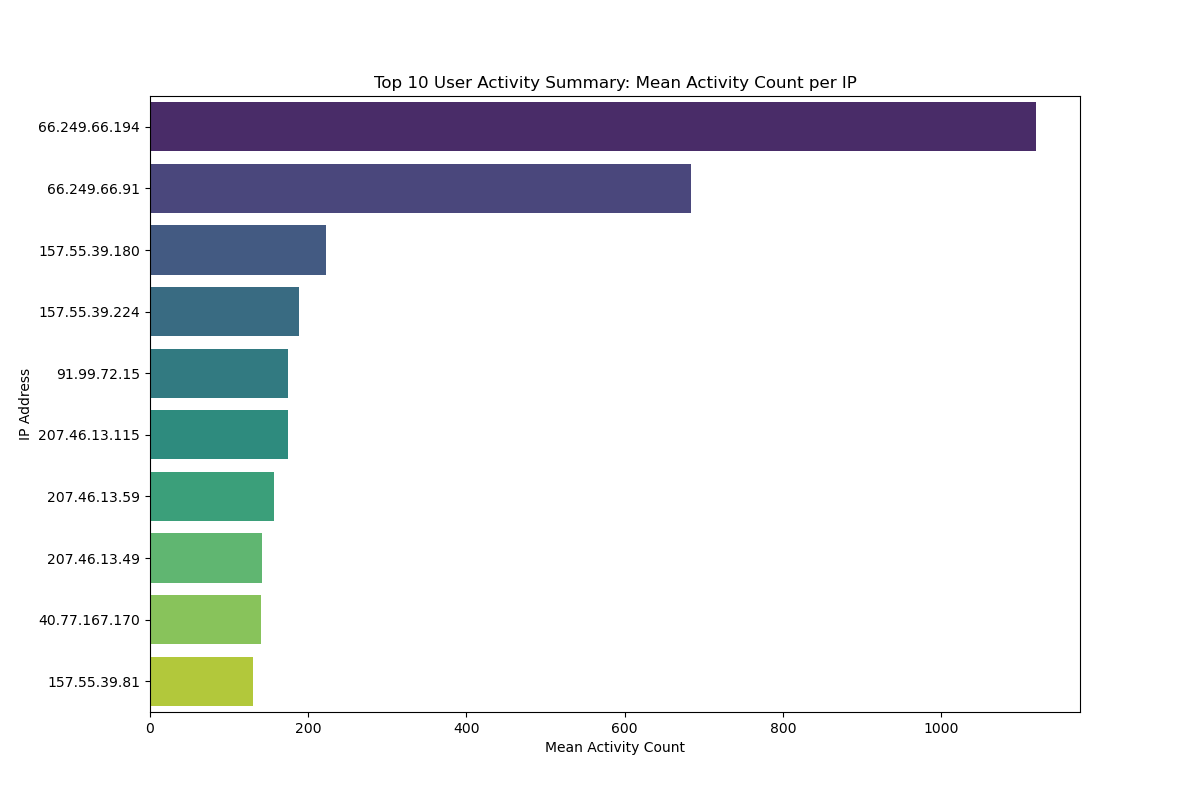 Top 10 User Activity Summary: Mean Activity Count per IP
IP Address
66.249.66.194
66.249.66.91
157.55.39.180
157.55.39.224
91.99.72.15
207.46.13.115
207.46.13.59
207.46.13.49
40.77.167.170
157.55.39.81
0 200 400 600 800 1000
Mean Activity Count